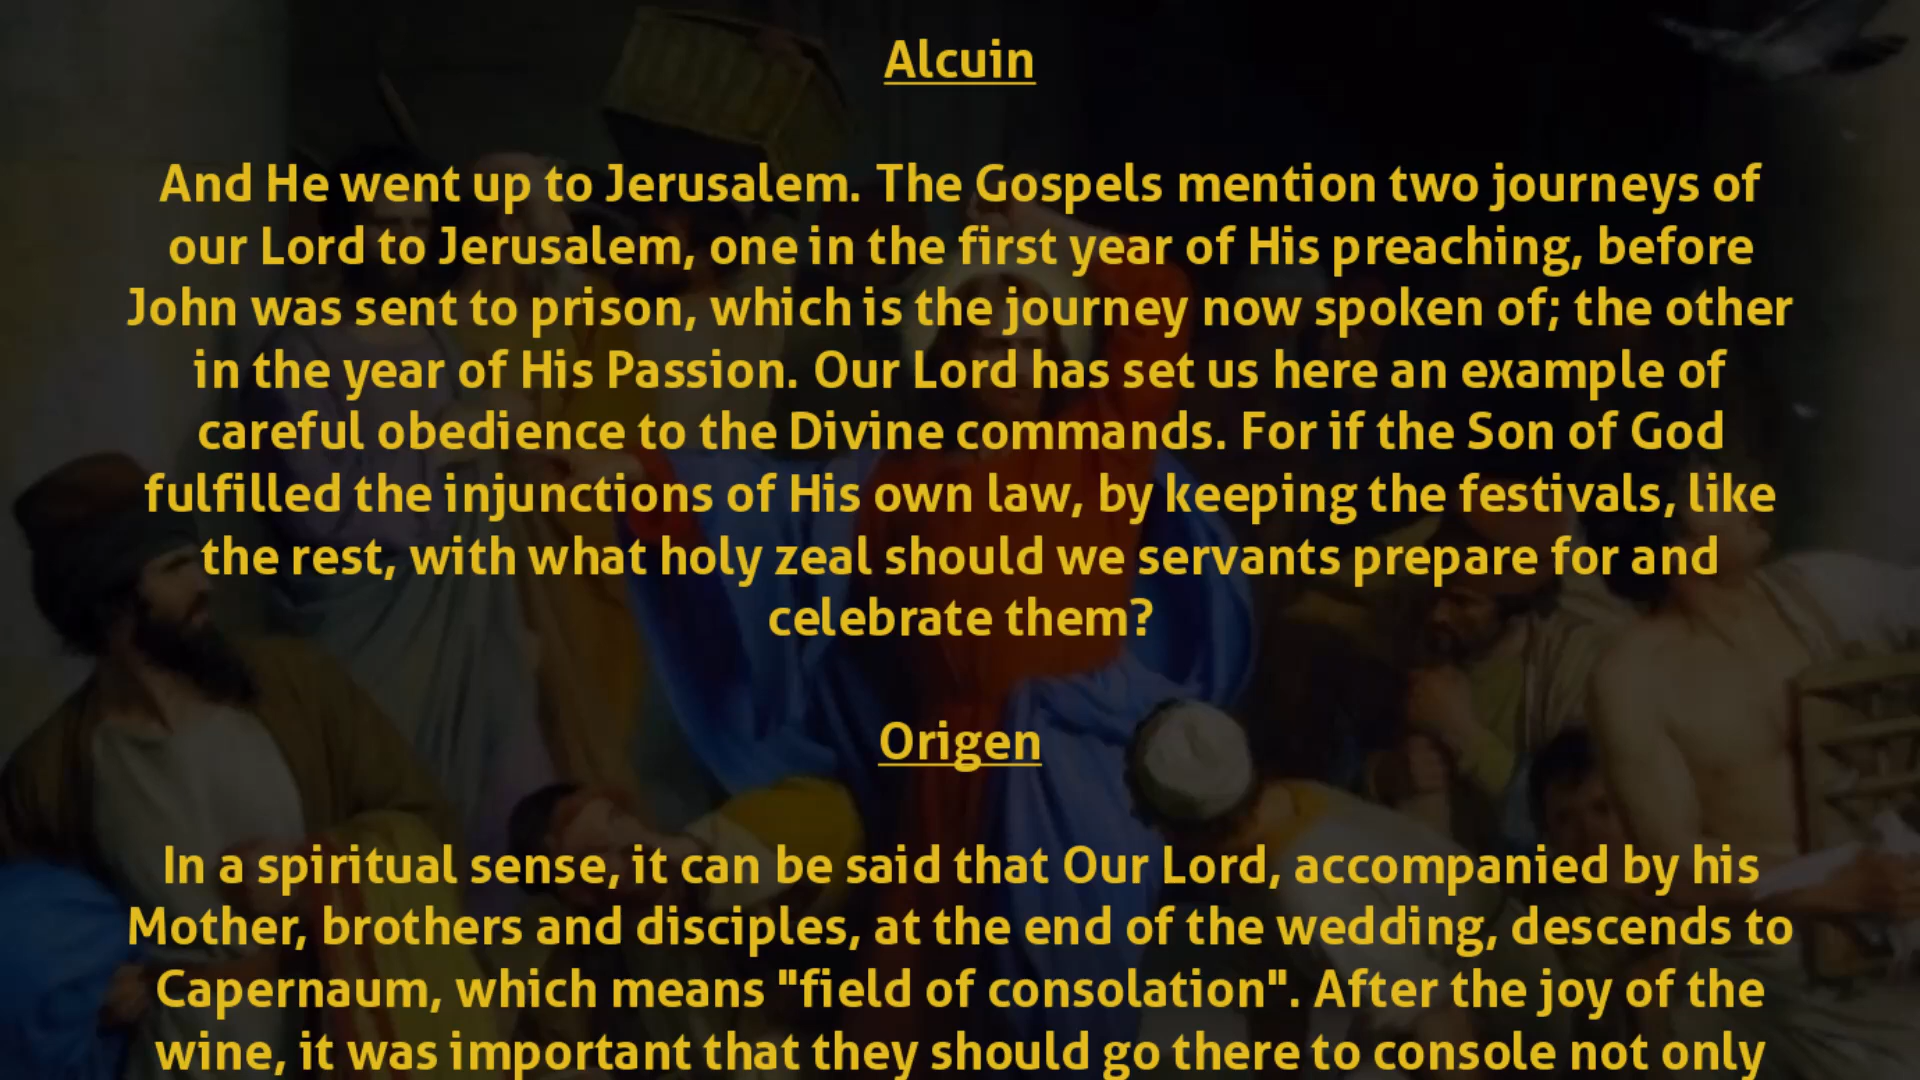 Alcuin
And He went up to Jerusalem. The Gospels mention two journeys of
our Lord to Jerusalem, one in the first year of His preaching, before
John was sent to prison, which is the journey now spoken of; the other
in the year of His Passion. Our Lord has set us here an example of
careful obedience to the Divine commands. For if the Son of God
fulfilled the injunctions of His own law, by keeping the festivals, like
the rest, with what holy zeal should we servants prepare for and
celebrate them?
Origen
In a spiritual sense, it can be said that Our Lord, accompanied by his
Mother, brothers and disciples, at the end of the wedding, descends to
Capernaum, which means "field of consolation". After the joy of the
wine, it was important that they should go there to console not only